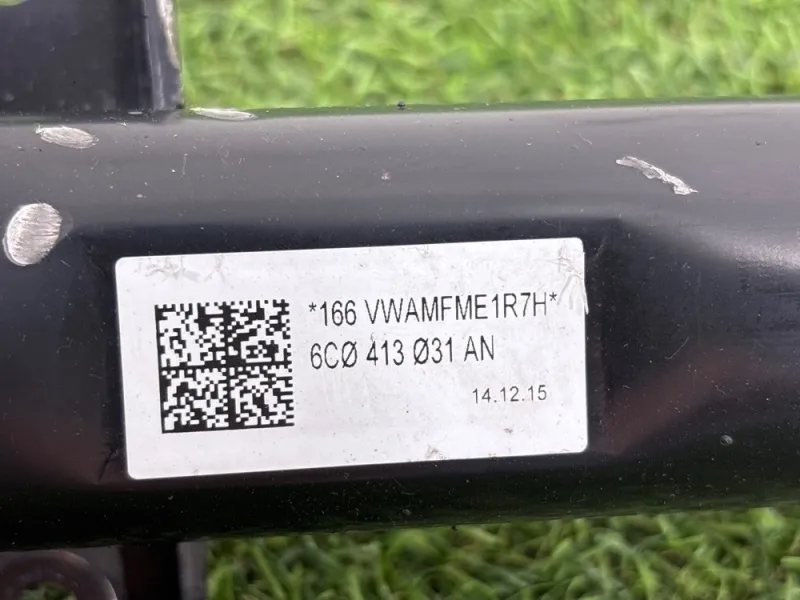 *166 VWAMFME1R7H*
6CØ 413 Ø31 AN
14.12.15